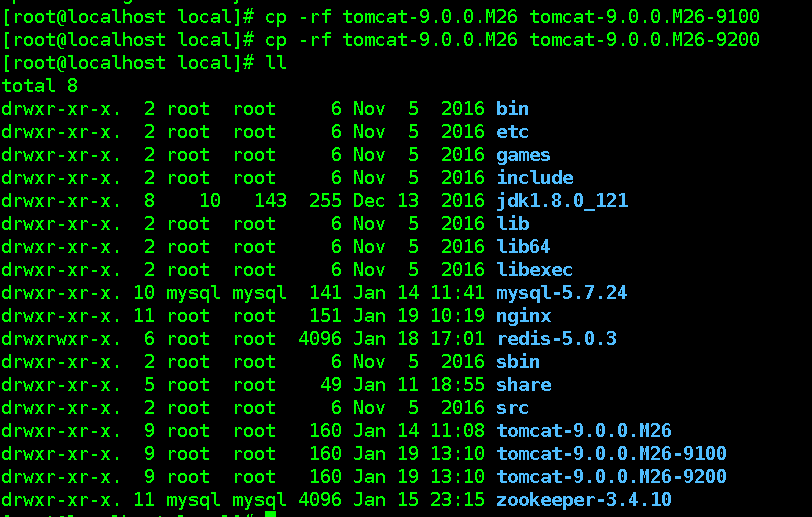 [root@localhost local]# cp -rf tomcat-9.0.0.M26 tomcat-9.0.0.M26-9100
[root@localhost local]# cp -rf tomcat-9.0.0.M26 tomcat-9.0.0.M26-9200
[root@localhost local]# ll
total 8
drwxr-xr-x.  2 root  root     6 Nov  5  2016 bin
drwxr-xr-x.  2 root  root     6 Nov  5  2016 etc
drwxr-xr-x.  2 root  root     6 Nov  5  2016 games
drwxr-xr-x.  2 root  root     6 Nov  5  2016 include
drwxr-xr-x.  8    10   143  255 Dec 13  2016 jdk1.8.0_121
drwxr-xr-x.  2 root  root     6 Nov  5  2016 lib
drwxr-xr-x.  2 root  root     6 Nov  5  2016 lib64
drwxr-xr-x.  2 root  root     6 Nov  5  2016 libexec
drwxr-xr-x. 10 mysql mysql  141 Jan 14 11:41 mysql-5.7.24
drwxr-xr-x. 11 root  root   151 Jan 19 10:19 nginx
drwxrwxr-x.  6 root  root  4096 Jan 18 17:01 redis-5.0.3
drwxr-xr-x.  2 root  root     6 Nov  5  2016 sbin
drwxr-xr-x.  5 root  root    49 Jan 11 18:55 share
drwxr-xr-x.  2 root  root     6 Nov  5  2016 src
drwxr-xr-x.  9 root  root   160 Jan 14 11:08 tomcat-9.0.0.M26
drwxr-xr-x.  9 root  root   160 Jan 19 13:10 tomcat-9.0.0.M26-9100
drwxr-xr-x.  9 root  root   160 Jan 19 13:10 tomcat-9.0.0.M26-9200
drwxr-xr-x. 11 mysql mysql 4096 Jan 15 23:15 zookeeper-3.4.10
[root@localhost local]#